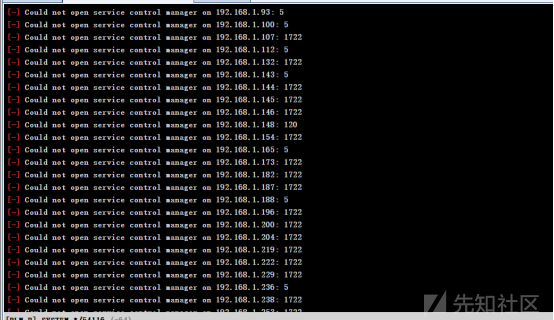 [-] Could not open service control manager on 192.168.1.93: 5
[-] Could not open service control manager on 192.168.1.100: 5
[-] Could not open service control manager on 192.168.1.107: 1722
[-] Could not open service control manager on 192.168.1.112: 5
[-] Could not open service control manager on 192.168.1.132: 1722
[-] Could not open service control manager on 192.168.1.143: 5
[-] Could not open service control manager on 192.168.1.144: 1722
[-] Could not open service control manager on 192.168.1.145: 1722
[-] Could not open service control manager on 192.168.1.146: 1722
[-] Could not open service control manager on 192.168.1.148: 120
[-] Could not open service control manager on 192.168.1.154: 1722
[-] Could not open service control manager on 192.168.1.165: 5
[-] Could not open service control manager on 192.168.1.173: 1722
[-] Could not open service control manager on 192.168.1.182: 1722
[-] Could not open service control manager on 192.168.1.187: 1722
[-] Could not open service control manager on 192.168.1.188: 5
[-] Could not open service control manager on 192.168.1.196: 1722
[-] Could not open service control manager on 192.168.1.200: 1722
[-] Could not open service control manager on 192.168.1.204: 1722
[-] Could not open service control manager on 192.168.1.219: 1722
[-] Could not open service control manager on 192.168.1.222: 1722
[-] Could not open service control manager on 192.168.1.229: 1722
[-] Could not open service control manager on 192.168.1.236: 5
[-] Could not open service control manager on 192.168.1.238: 1722
[-] Could not open service control manager on
SYSTEM
先知社区